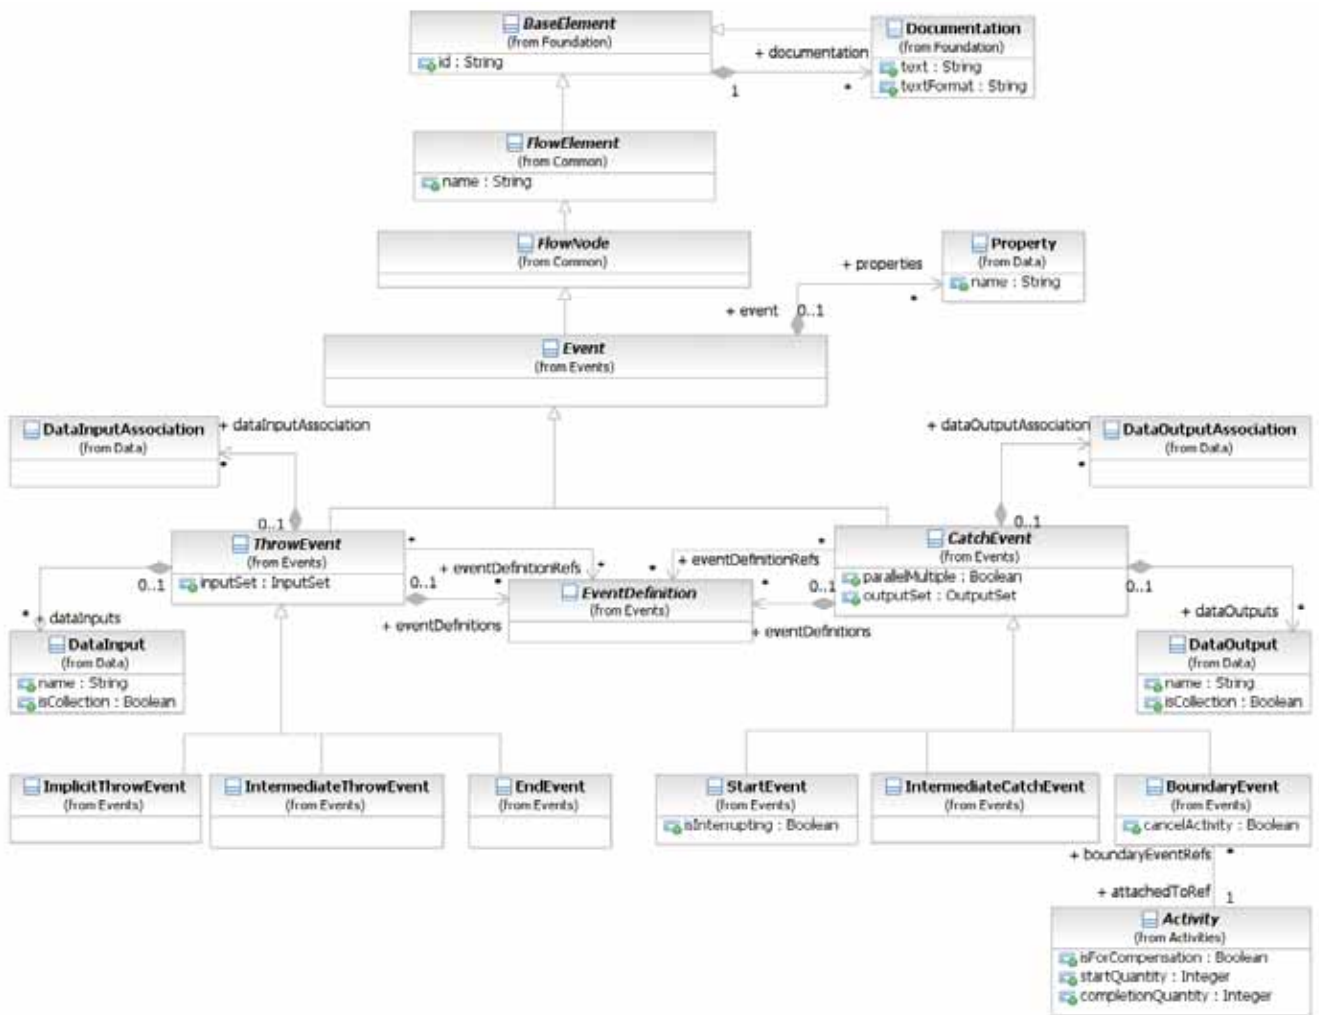 BaseElement
(from Foundation)
id : String
Documentation
(from Foundation)
text : String
textFormat : String
+ documentation
1
*
FlowElement
(from Common)
name : String
FlowNode
(from Common)
Property
(from Data)
name : String
+ properties
*
+ event
0..1
Event
(from Events)
DataInputAssociation
(from Data)
+ dataInputAssociation
*
+ dataOutputAssociation
*
DataOutputAssociation
(from Data)
0..1
0..1
ThrowEvent
(from Events)
inputSet : InputSet
CatchEvent
(from Events)
parallelMultiple : Boolean
outputSet : OutputSet
*
+ eventDefinitionRefs
*
*
+ eventDefinitionRefs
*
0..1
0..1
*
+ eventDefinitions
EventDefinition
(from Events)
*
0..1
+ eventDefinitions
0..1
* + dataInputs
DataInput
(from Data)
name : String
isCollection : Boolean
+ dataOutputs
*
DataOutput
(from Data)
name : String
isCollection : Boolean
ImplicitThrowEvent
(from Events)
IntermediateThrowEvent
(from Events)
EndEvent
(from Events)
StartEvent
(from Events)
isInterrupting : Boolean
IntermediateCatchEvent
(from Events)
BoundaryEvent
(from Events)
cancelActivity : Boolean
+ boundaryEventRefs
*
+ attachedToRef
1
Activity
(from Activities)
isForCompensation : Boolean
startQuantity : Integer
completionQuantity : Integer